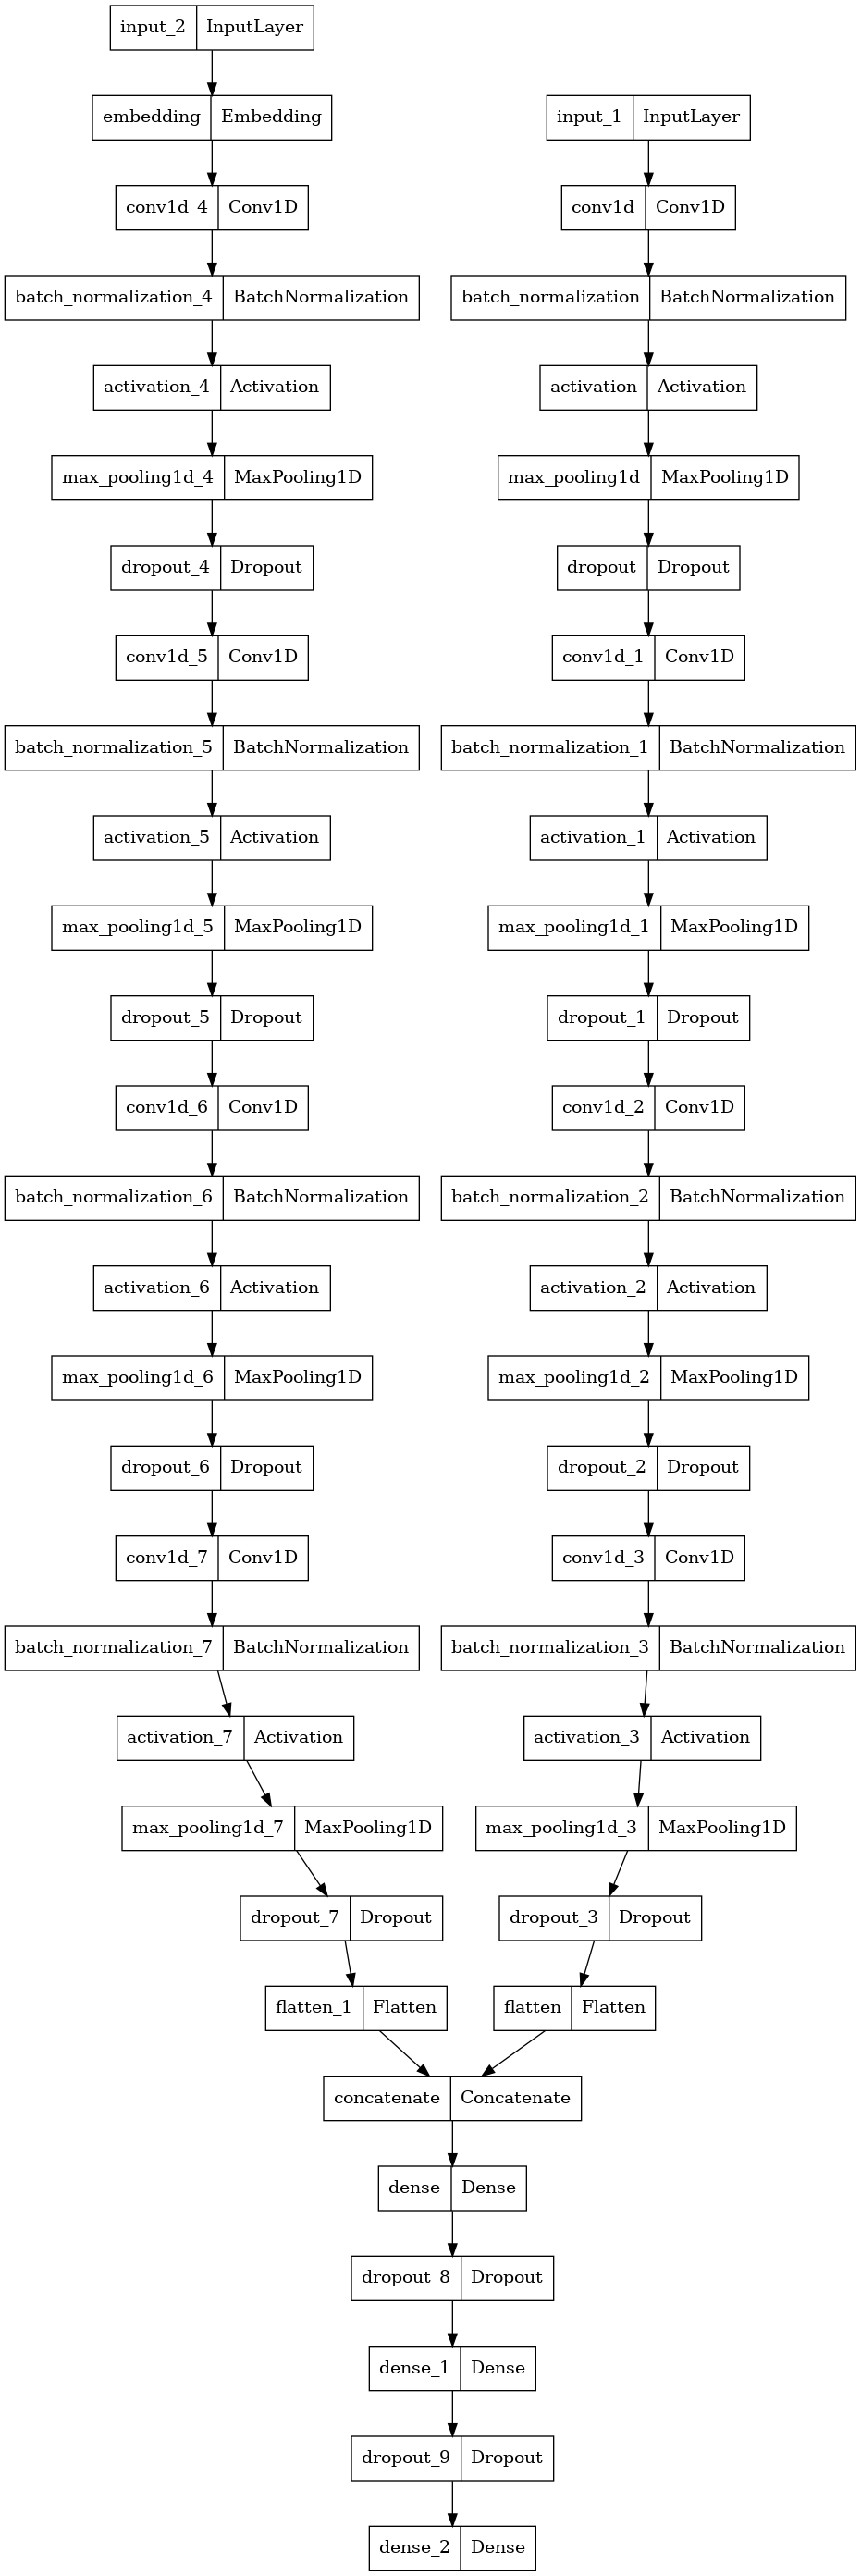 input_2 InputLayer
embedding Embedding
input_1 InputLayer
conv1d_4 Conv1D
conv1d Conv1D
batch_normalization_4 BatchNormalization
batch_normalization BatchNormalization
activation_4 Activation
activation Activation
max_pooling1d_4 MaxPooling1D
max_pooling1d MaxPooling1D
dropout_4 Dropout
dropout Dropout
conv1d_5 Conv1D
conv1d_1 Conv1D
batch_normalization_5 BatchNormalization
batch_normalization_1 BatchNormalization
activation_5 Activation
activation_1 Activation
max_pooling1d_5 MaxPooling1D
max_pooling1d_1 MaxPooling1D
dropout_5 Dropout
dropout_1 Dropout
conv1d_6 Conv1D
conv1d_2 Conv1D
batch_normalization_6 BatchNormalization
batch_normalization_2 BatchNormalization
activation_6 Activation
activation_2 Activation
max_pooling1d_6 MaxPooling1D
max_pooling1d_2 MaxPooling1D
dropout_6 Dropout
dropout_2 Dropout
conv1d_7 Conv1D
conv1d_3 Conv1D
batch_normalization_7 BatchNormalization
batch_normalization_3 BatchNormalization
activation_7 Activation
activation_3 Activation
max_pooling1d_7 MaxPooling1D
max_pooling1d_3 MaxPooling1D
dropout_7 Dropout
dropout_3 Dropout
flatten_1 Flatten
flatten Flatten
concatenate Concatenate
dense Dense
dropout_8 Dropout
dense_1 Dense
dropout_9 Dropout
dense_2 Dense